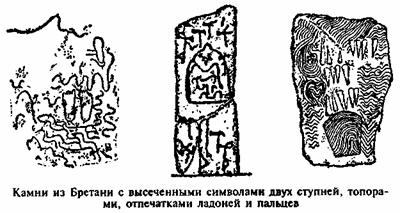 Камни из Бретани с высеченными символами двух ступней, топора-
ми, отпечатками ладоней и пальцев